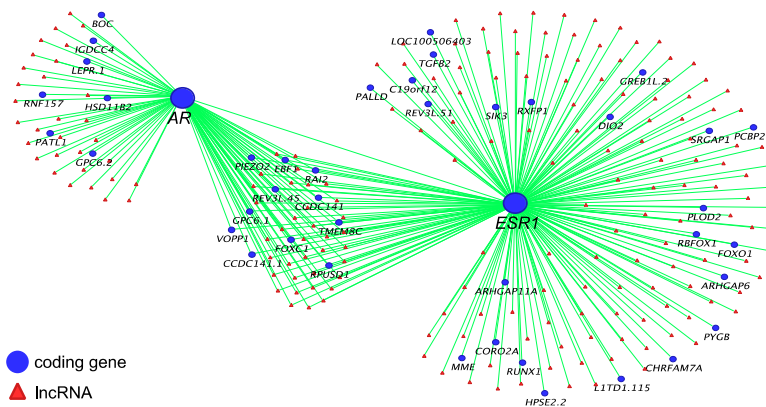 BOC
IGDCC4
LEPR.1
RNF157
HSD11B2
AR
PATL1
GPC6.2
LOC100506403
TGFB2
C19orf12
PALLD
REV3L.51
SIK3
RXFP1
GREB1L.2
DIO2
SRGAP1
PCBP2
PIEZO2
EBF1
RAI2
REV3L.45
CCDC141
GPC6.1
TMEM8C
VOPP1
FOXC1
CCDC141.1
RPUSD1
ESR1
PLOD2
RBFOX1
FOXO1
ARHGAP6
ARHGAP11A
PYGB
CORO2A
MME
RUNX1
CHRFAM7A
L1TD1.115
HPSE2.2
coding gene
lncRNA